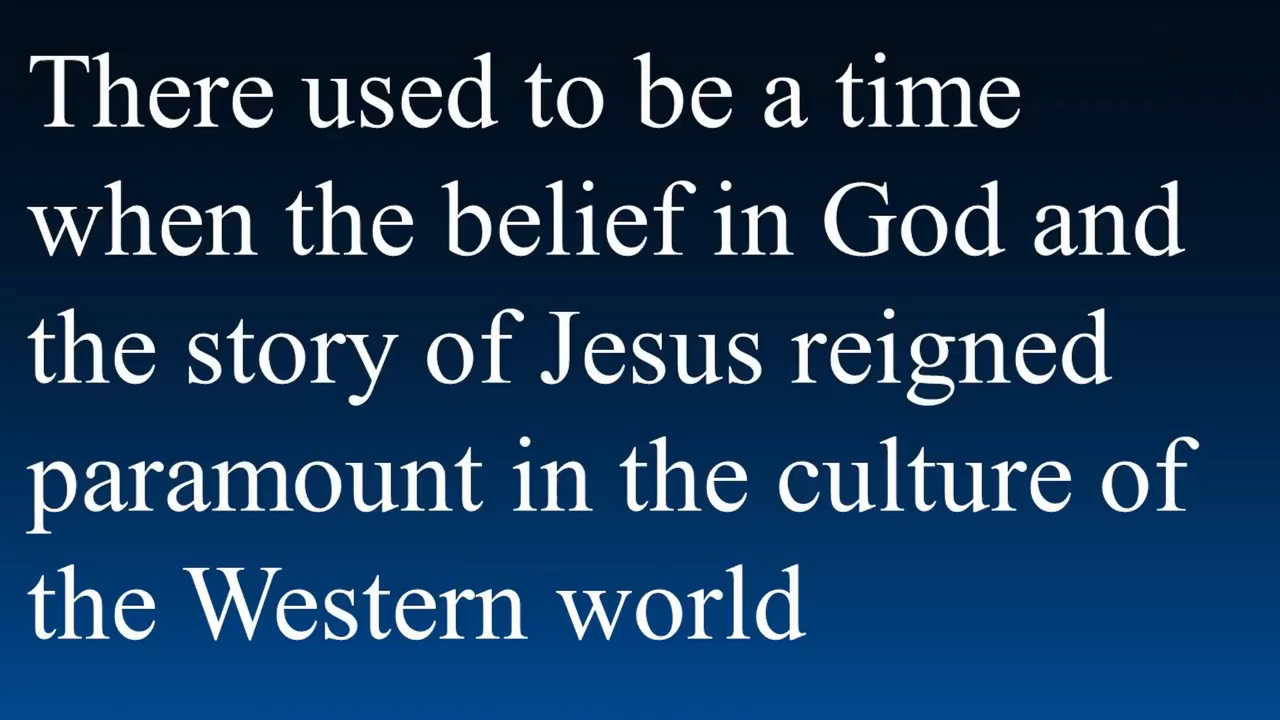 There used to be a time
when the belief in God and
the story of Jesus reigned
paramount in the culture of
the Western world